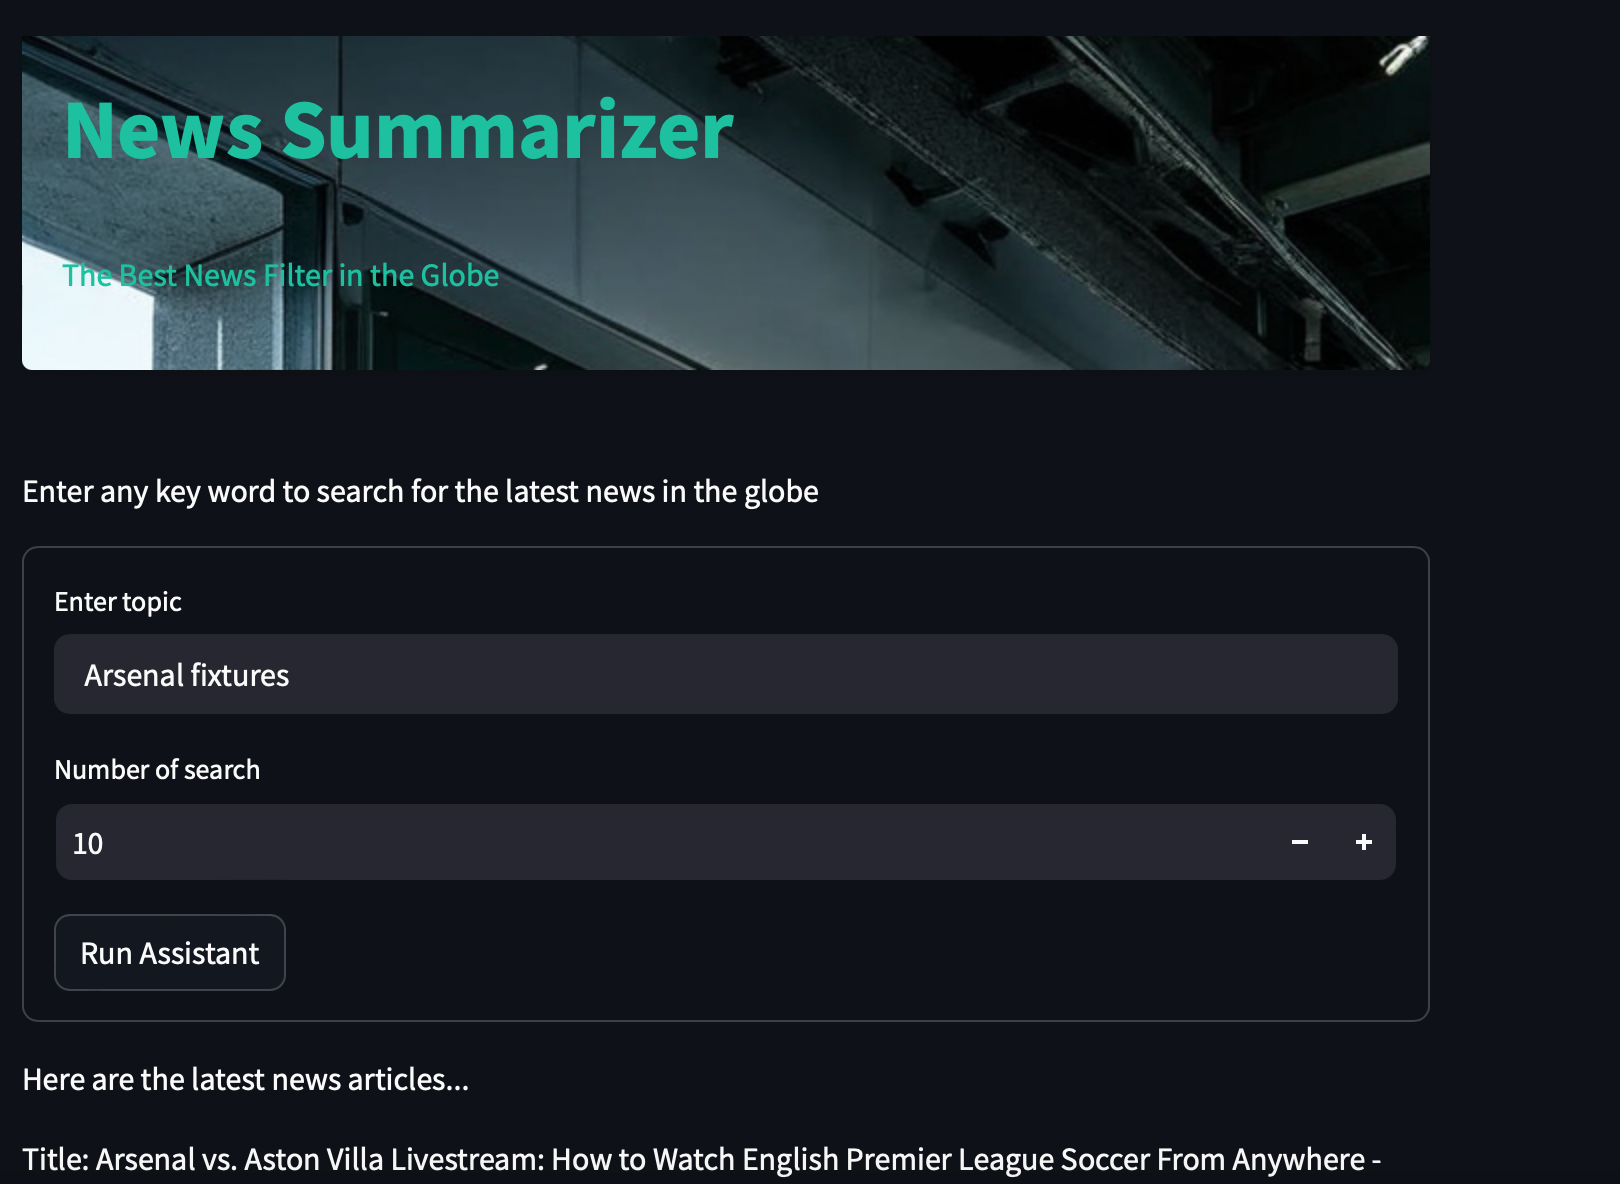 News Summarizer
The Best News Filter in the Globe
Enter any key word to search for the latest news in the globe
Enter topic
Arsenal fixtures
Number of search
10
Run Assistant
Here are the latest news articles...
Title: Arsenal vs. Aston Villa Livestream: How to Watch English Premier League Soccer From Anywhere -